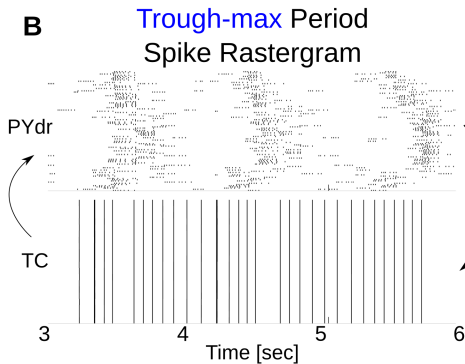 B
Trough-max Period
Spike Rastergram
PYdr
TC
3 4 5 6
Time [sec]